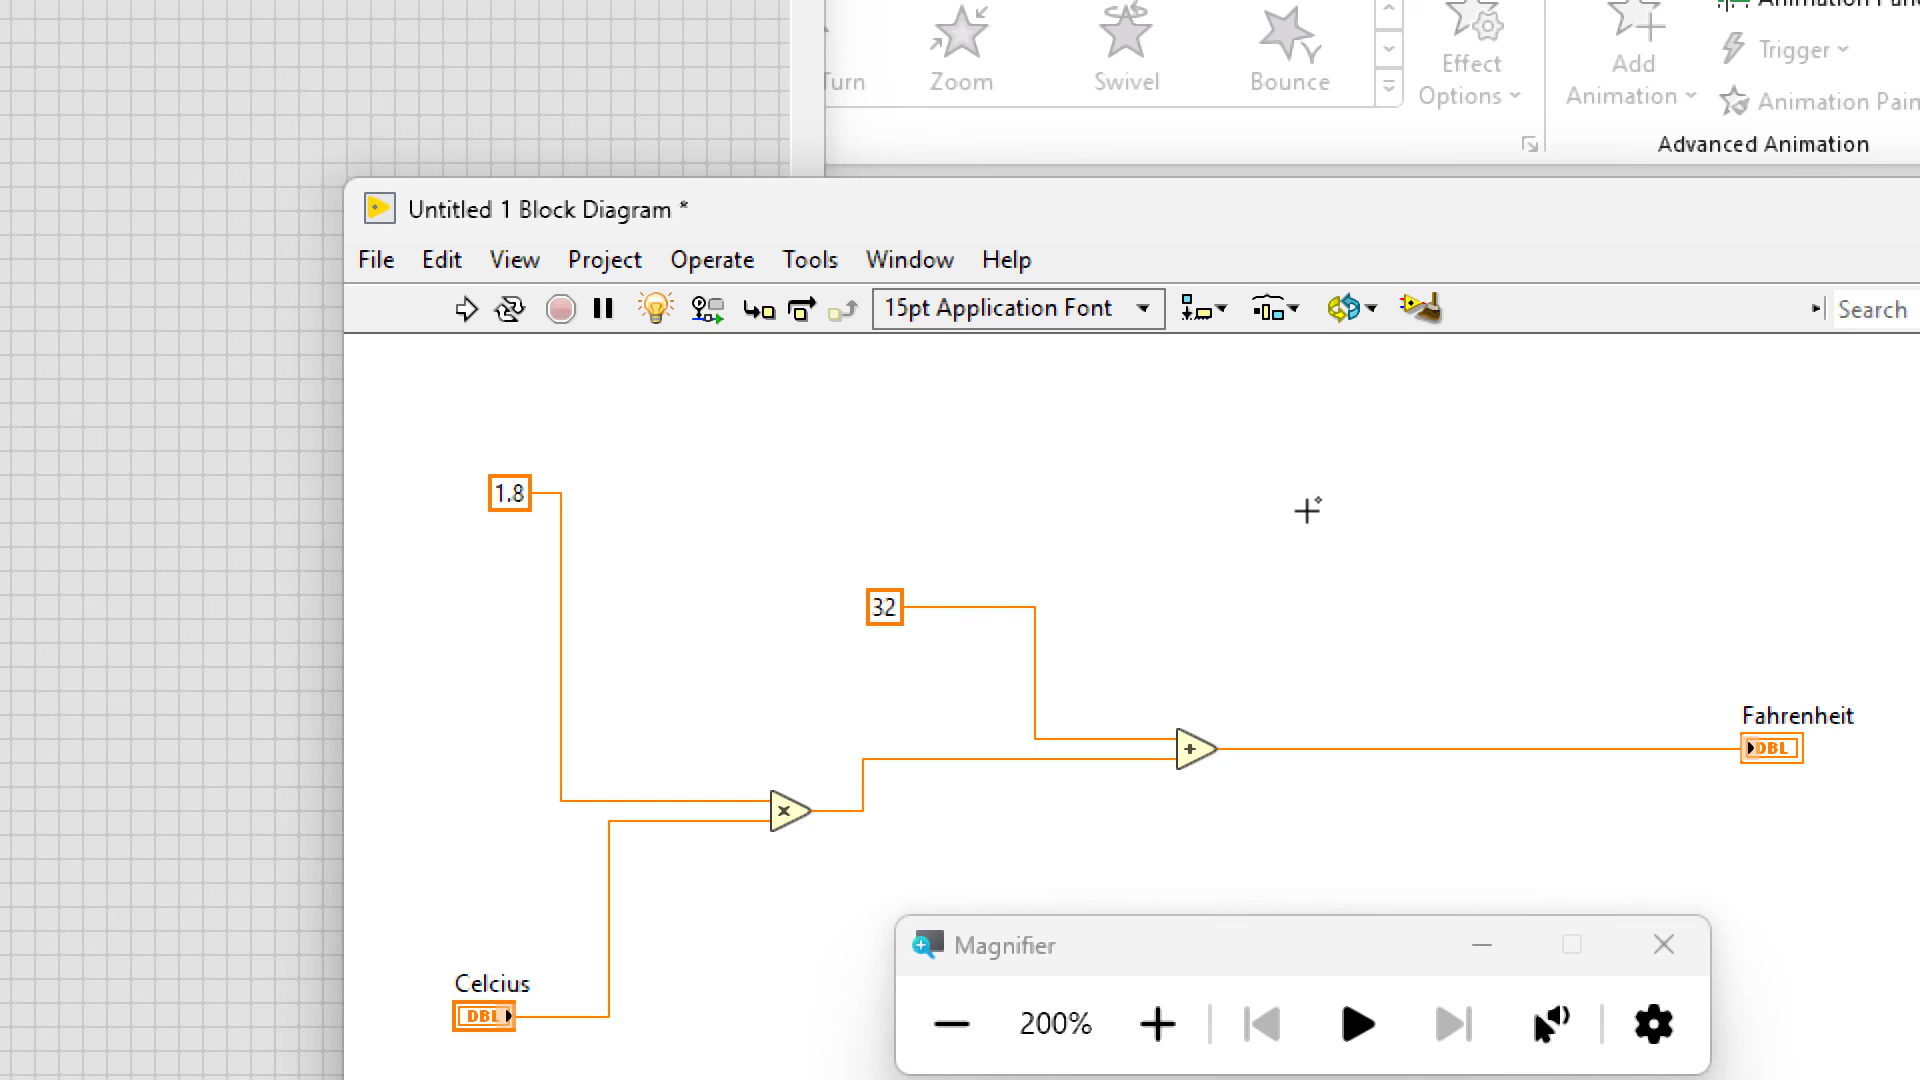 Turn
Zoom
Swivel
Bounce
Effect
Options
Add
Animation
Trigger
Animation Pain
Advanced Animation
Untitled 1 Block Diagram *
File Edit View Project Operate Tools Window Help
15pt Application Font
Search
1.8
32
+
Fahrenheit
DBL
x
Magnifier
Celcius
DBL
200%